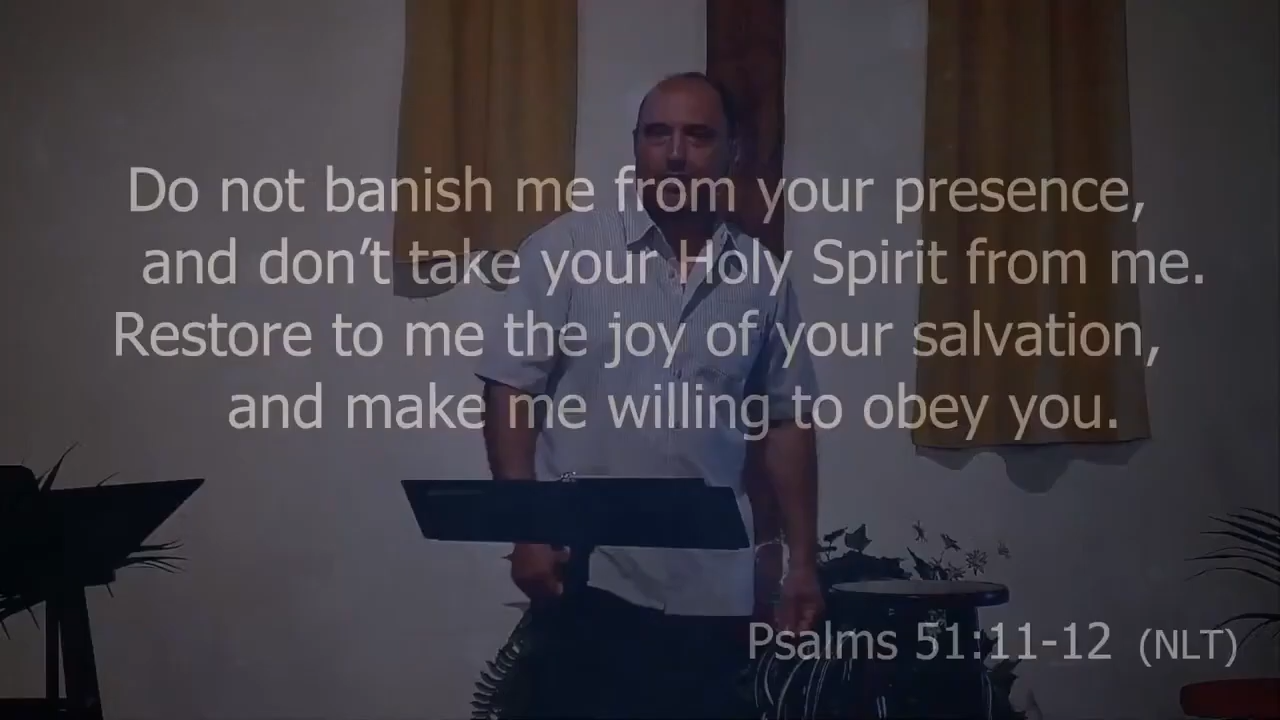 Do not banish me from your presence,
and don’t take your Holy Spirit from me.
Restore to me the joy of your salvation,
and make me willing to obey you.
Psalms 51:11-12 (NLT)